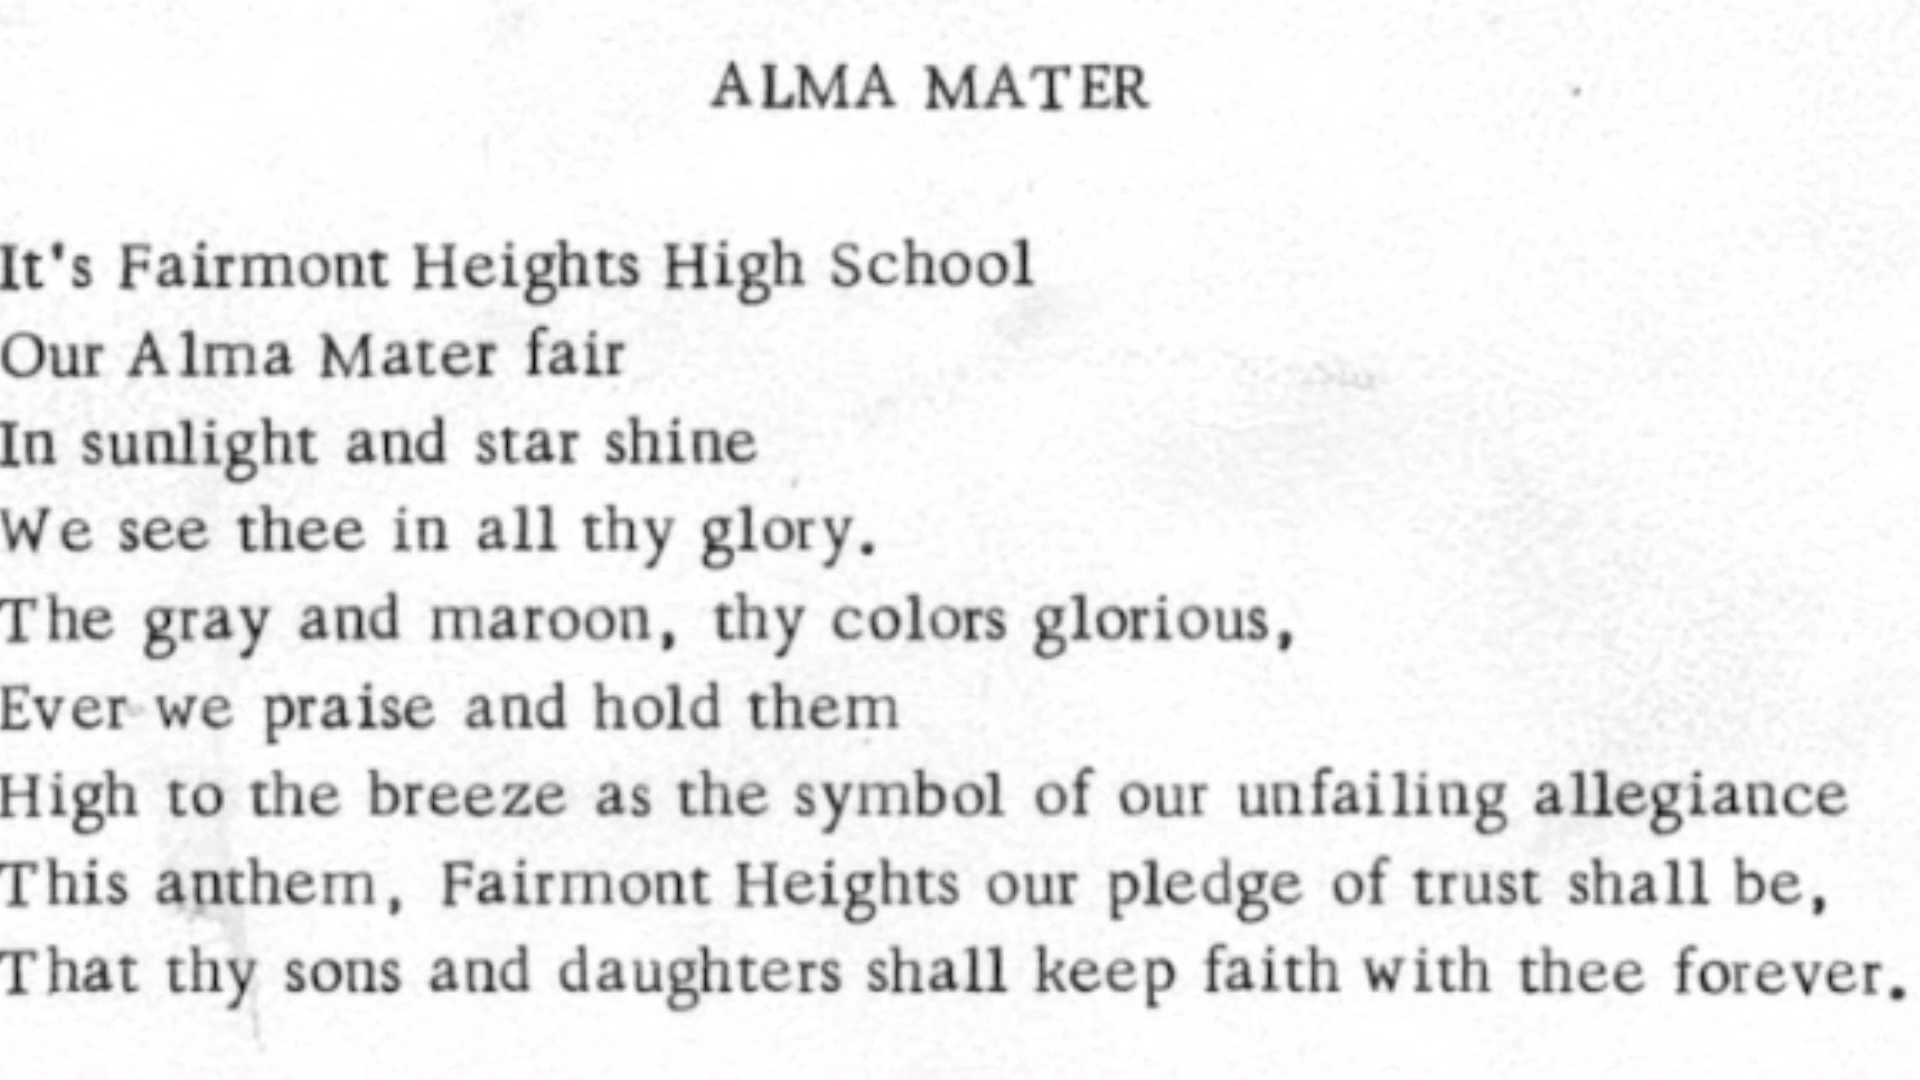 ALMA MATER
It's Fairmont Heights High School
Our Alma Mater fair
In sunlight and star shine
We see thee in all thy glory.
The gray and maroon, thy colors glorious,
Ever we praise and hold them
High to the breeze as the symbol of our unfailing allegiance
This anthem, Fairmont Heights our pledge of trust shall be,
That thy sons and daughters shall keep faith with thee forever.